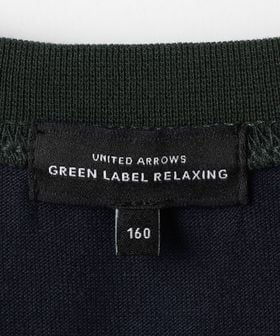 UNITED ARROWS
GREEN LABEL RELAXING
160